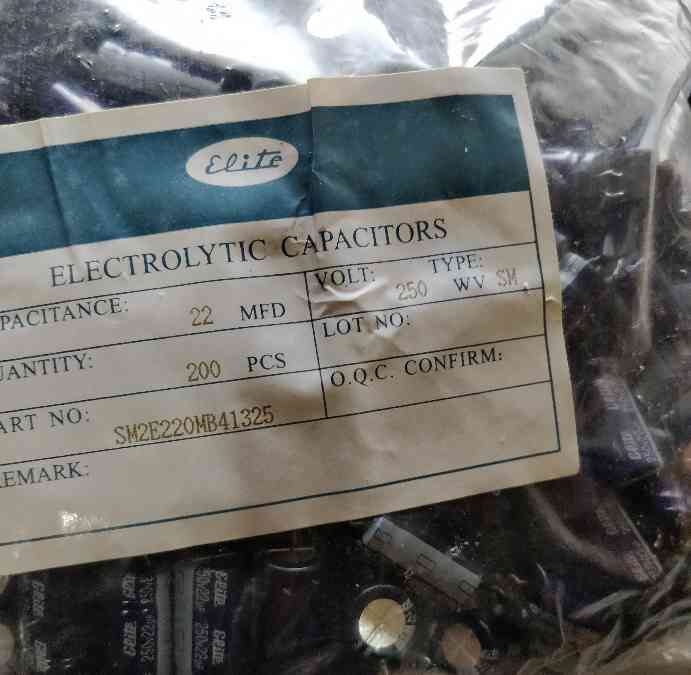 Elite
ELECTROLYTIC CAPACITORS
PACITANCE: 22 MFD
VOLT: 250 WV TYPE: SM
UANTITY: 200 PCS
LOT NO:
ART NO: SM2E220MB41325
O.Q.C. CONFIRM:
EMARK: